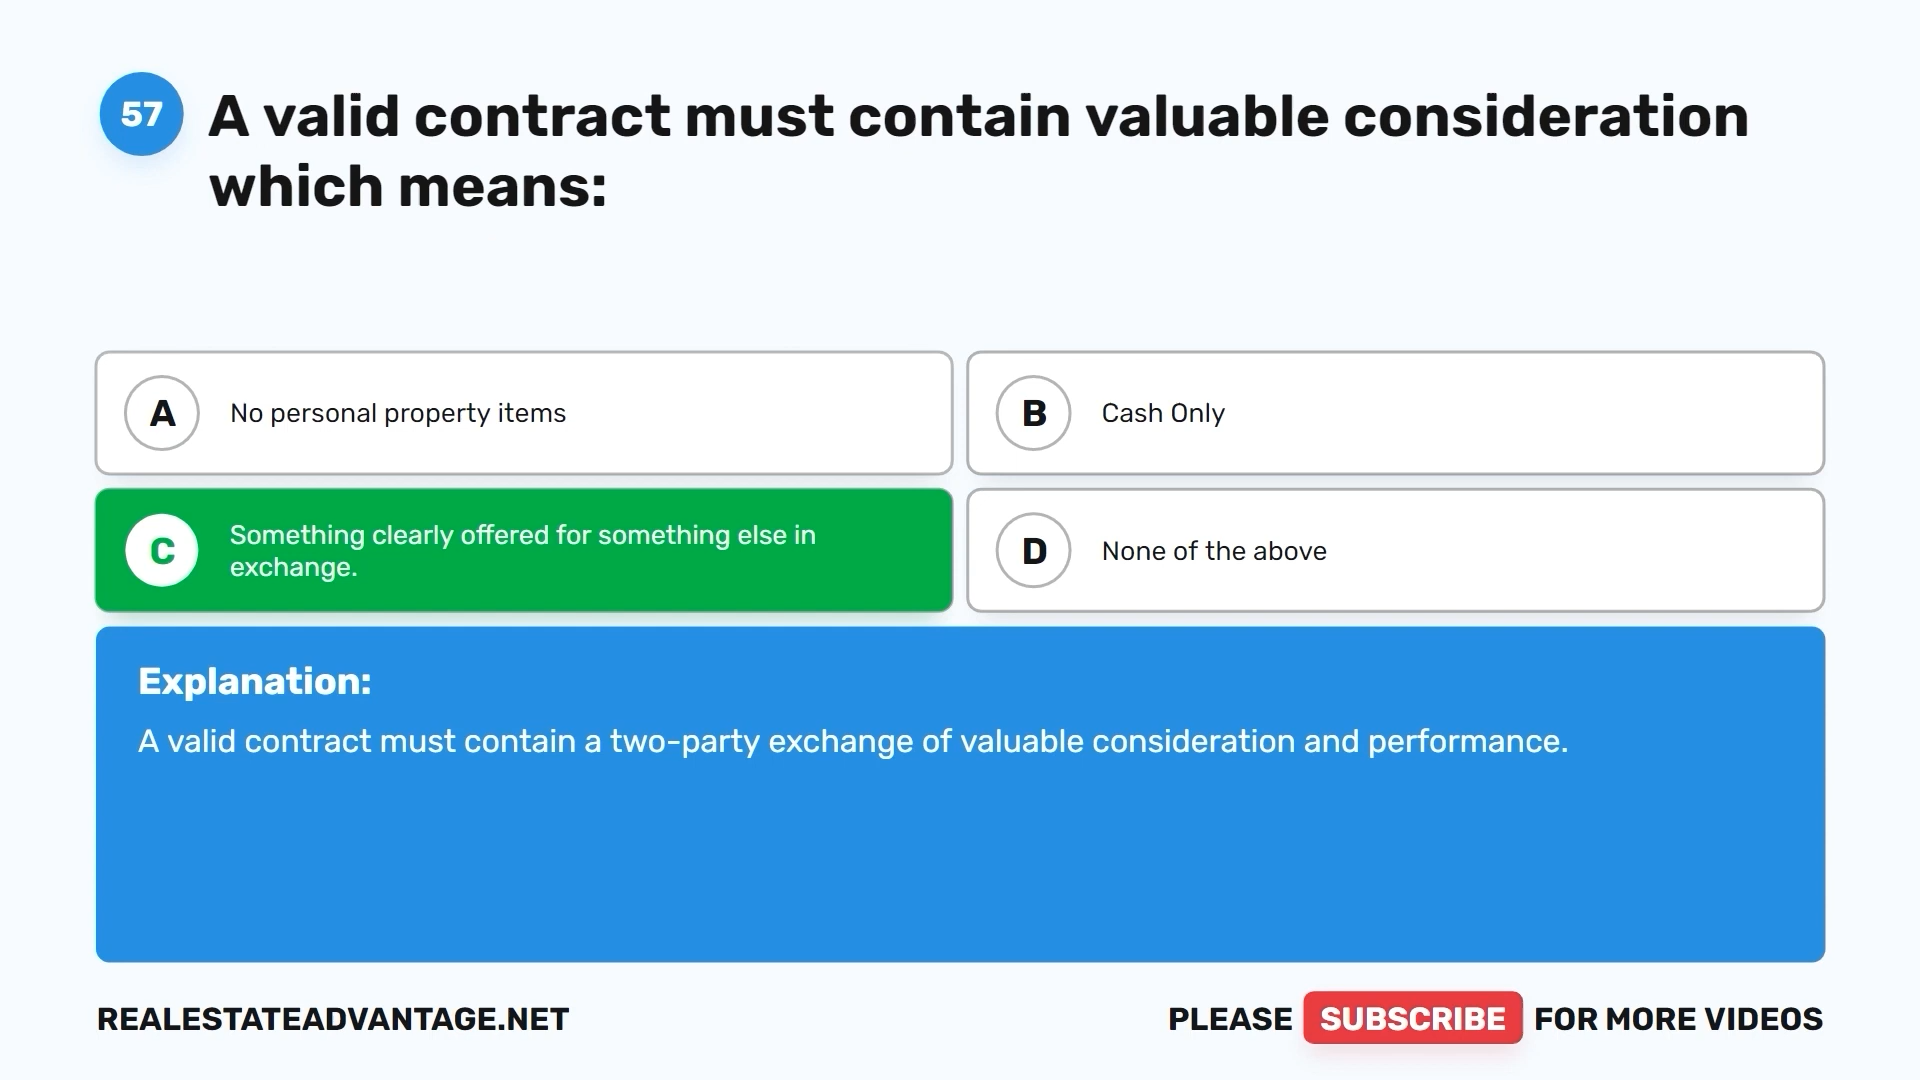 57
A valid contract must contain valuable consideration
which means:
A
No personal property items
B
Cash Only
C
Something clearly offered for something else in
exchange.
D
None of the above
Explanation:
A valid contract must contain a two-party exchange of valuable consideration and performance.
REALESTATEADVANTAGE.NET
PLEASE SUBSCRIBE FOR MORE VIDEOS